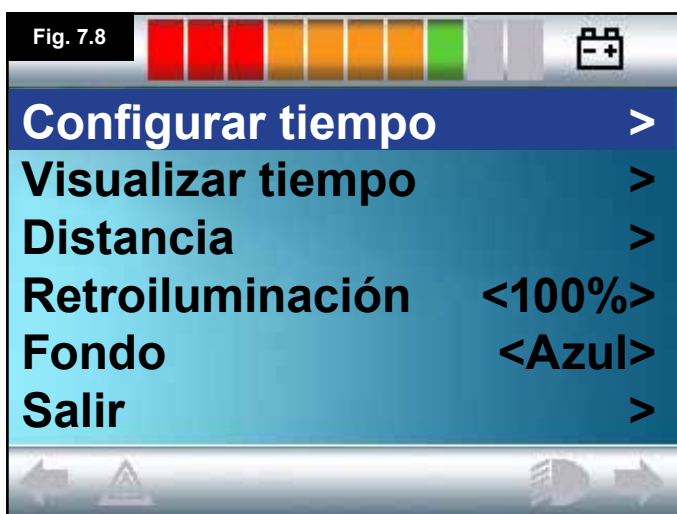 Fig. 7.8
Configurar tiempo >
Visualizar tiempo >
Distancia >
Retroiluminación <100%>
Fondo <Azul>
Salir >